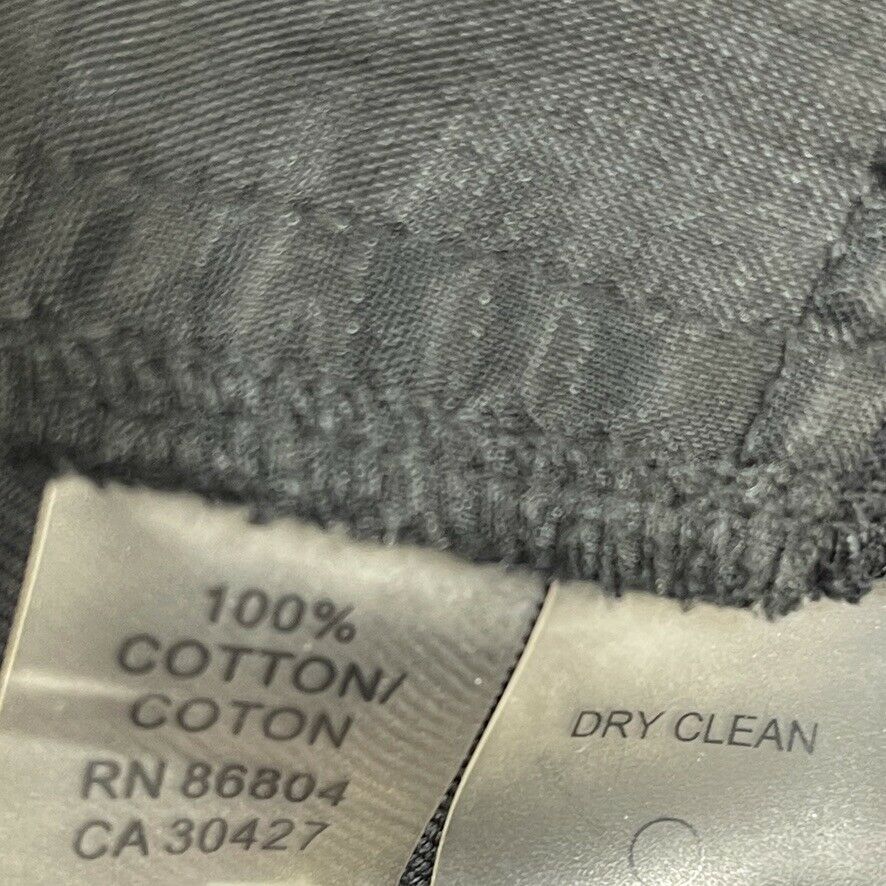 100%
COTTON/
COTON
RN 86804
CA 30427
DRY CLEAN